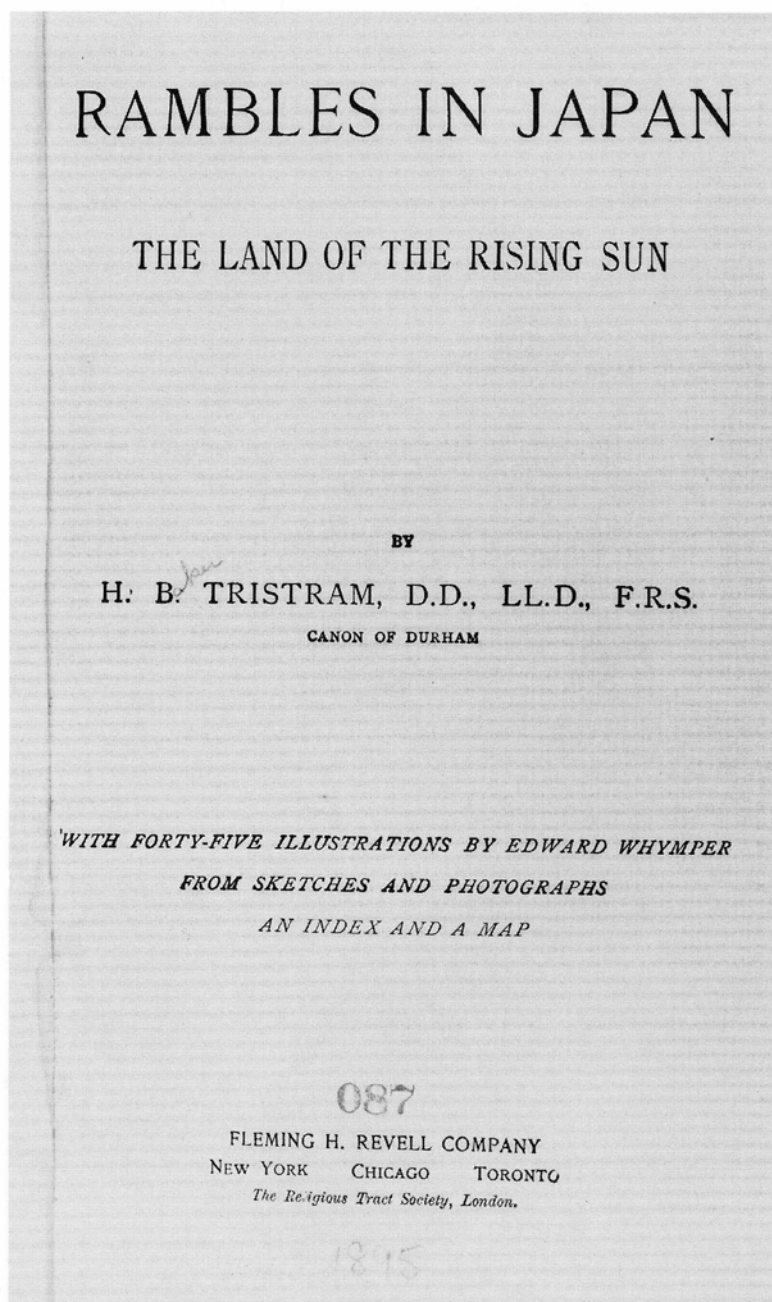 RAMBLES IN JAPAN
THE LAND OF THE RISING SUN
BY
aker
H. B. TRISTRAM, D.D., LL.D., F.R.S.
CANON OF DURHAM
WITH FORTY-FIVE ILLUSTRATIONS BY EDWARD WHYMPER
FROM SKETCHES AND PHOTOGRAPHS
AN INDEX AND A MAP
087
FLEMING H. REVELL COMPANY
NEW YORK CHICAGO TORONTO
The Religious Tract Society, London.
1895